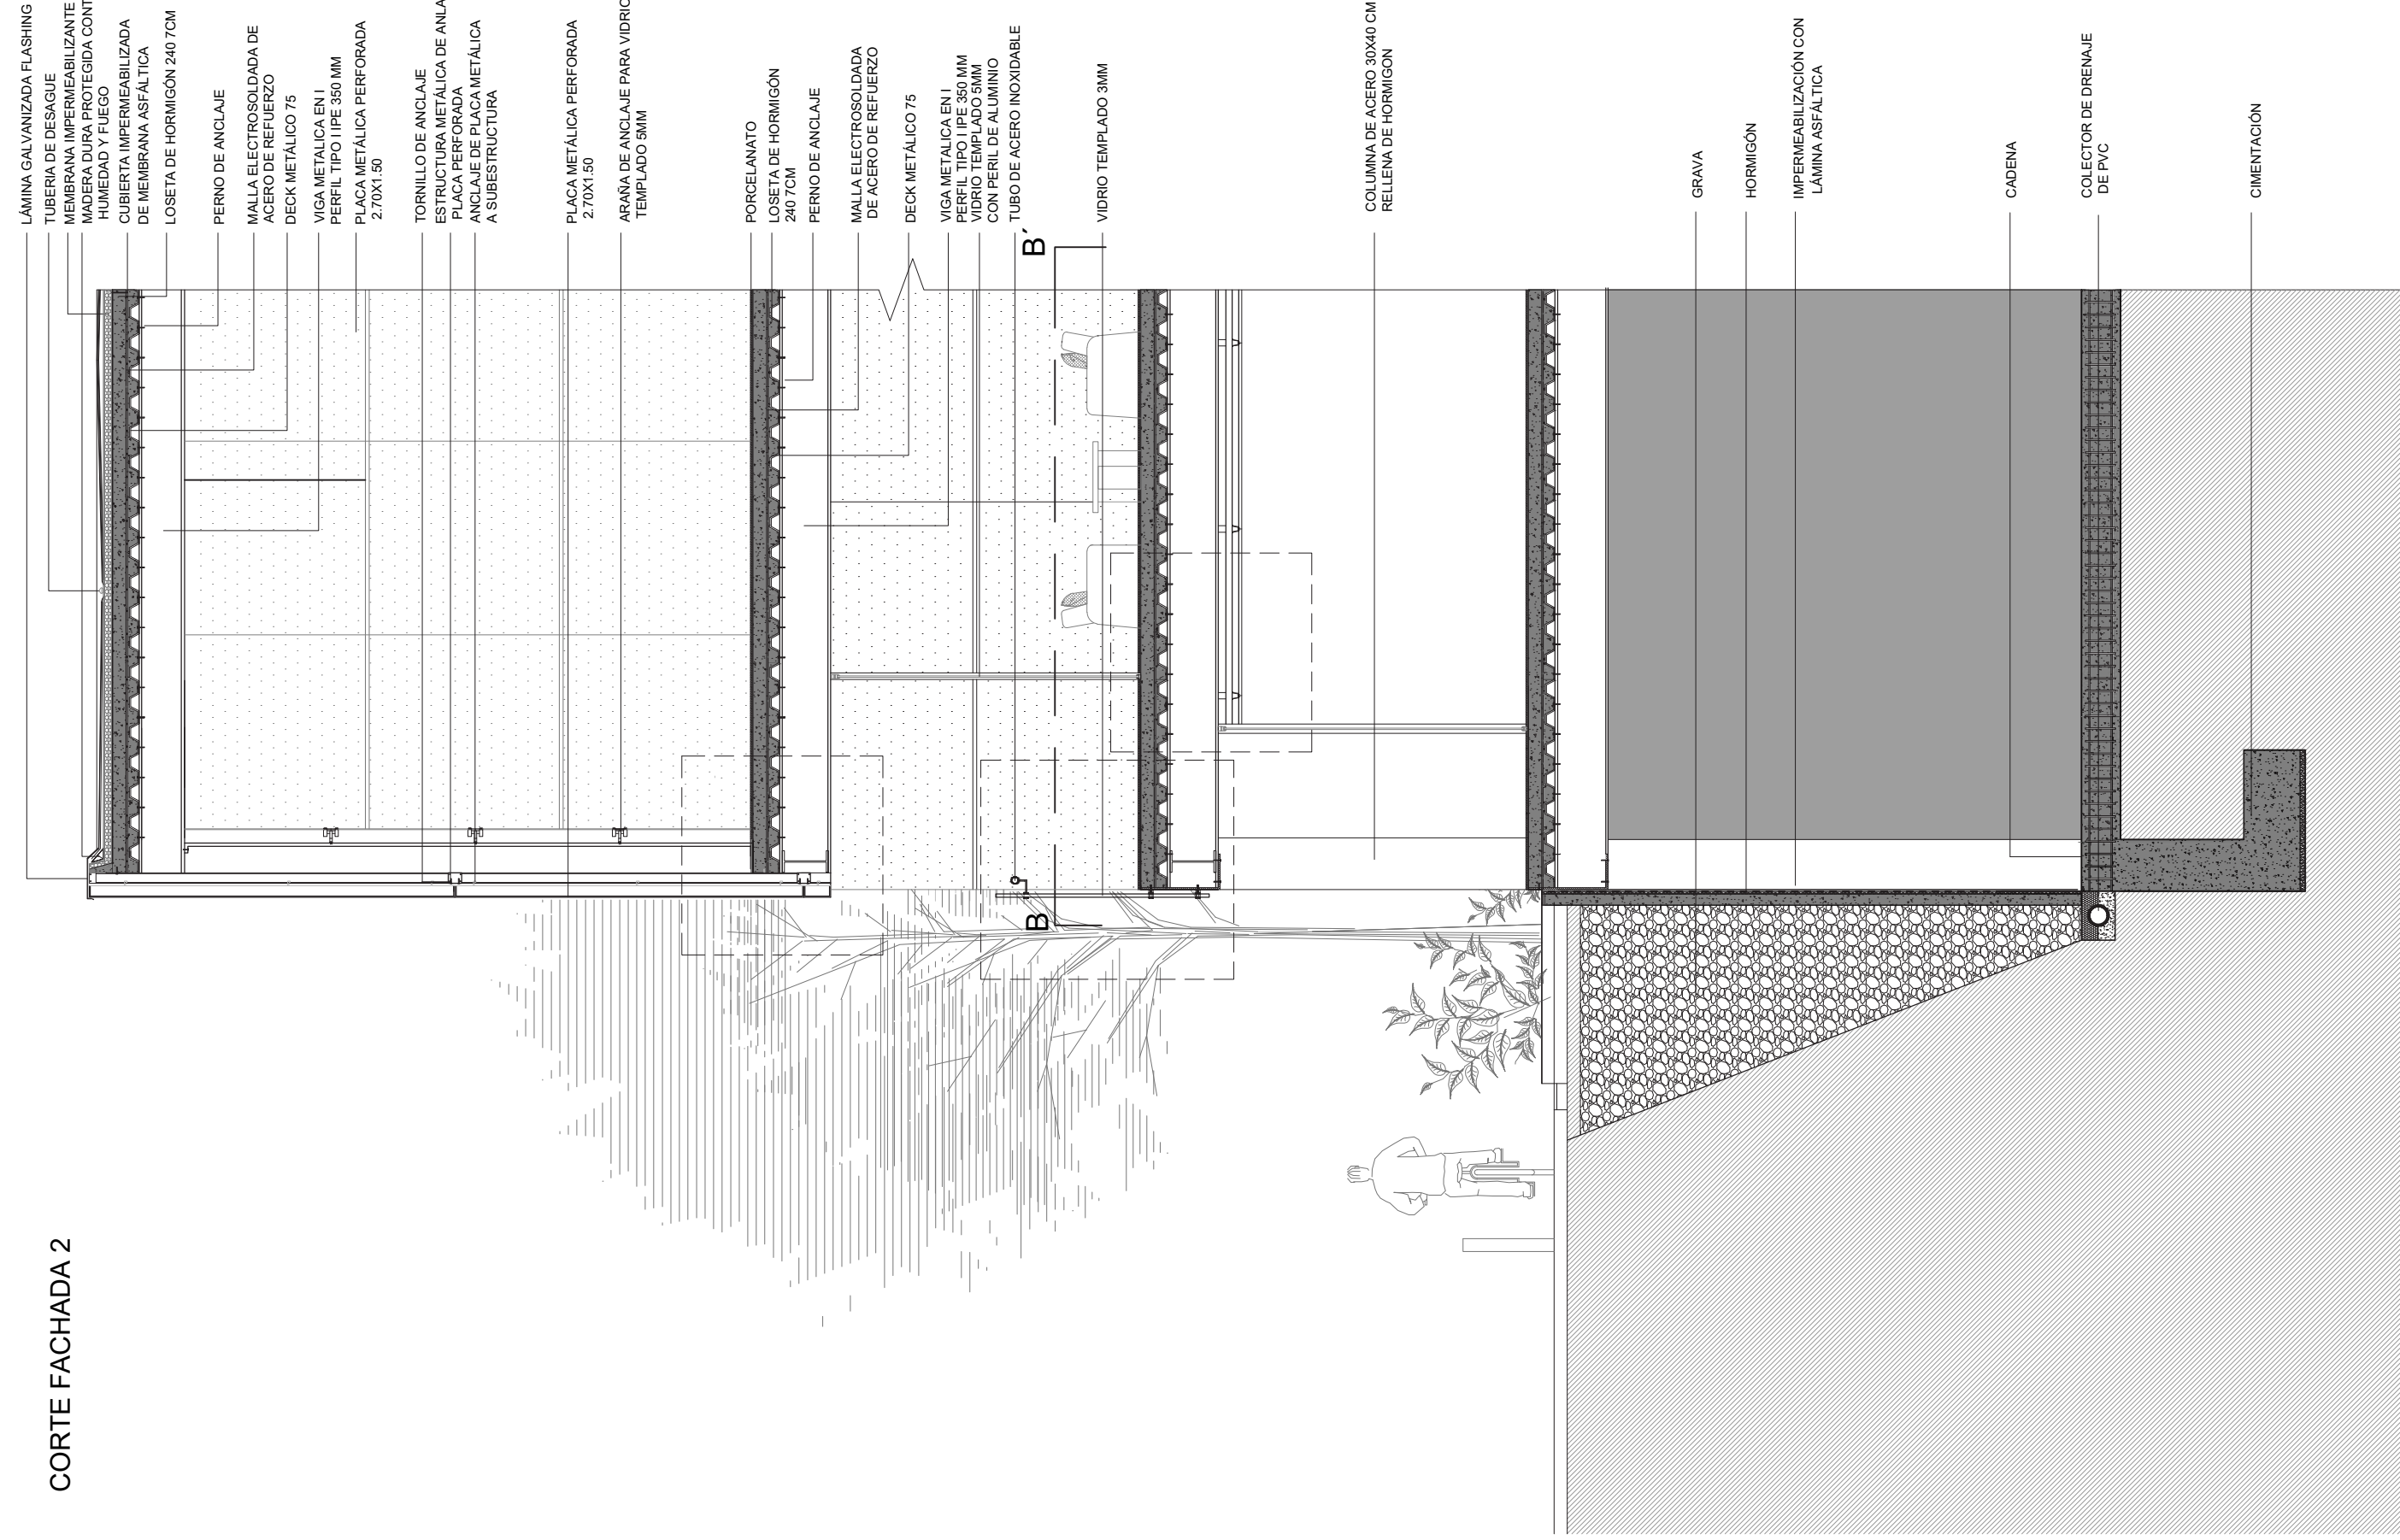 CORTE FACHADA 2
LÁMINA GALVANIZADA FLASHING
TUBERIA DE DESAGUE
MEMBRANA IMPERMEABILIZANTE
MADERA DURA PROTEGIDA CONT
HUMEDAD Y FUEGO
CUBIERTA IMPERMEABILIZADA
DE MEMBRANA ASFÁLTICA
LOSETA DE HORMIGÓN 240 7CM
PERNO DE ANCLAJE
MALLA ELECTROSOLDADA DE
ACERO DE REFUERZO
DECK METÁLICO 75
VIGA METALICA EN I
PERFIL TIPO I IPE 350 MM
PLACA METÁLICA PERFORADA
2.70X1.50
TORNILLO DE ANCLAJE
ESTRUCTURA METÁLICA DE ANLA
PLACA PERFORADA
ANCLAJE DE PLACA METÁLICA
A SUBESTRUCTURA
PLACA METÁLICA PERFORADA
2.70X1.50
ARAÑA DE ANCLAJE PARA VIDRIO
TEMPLADO 5MM
PORCELANATO
LOSETA DE HORMIGÓN
240 7CM
PERNO DE ANCLAJE
MALLA ELECTROSOLDADA
DE ACERO DE REFUERZO
DECK METÁLICO 75
VIGA METALICA EN I
PERFIL TIPO I IPE 350 MM
VIDRIO TEMPLADO 5MM
CON PERIL DE ALUMINIO
TUBO DE ACERO INOXIDABLE
B´
B
VIDRIO TEMPLADO 3MM
COLUMNA DE ACERO 30X40 CM
RELLENA DE HORMIGON
GRAVA
HORMIGÓN
IMPERMEABILIZACIÓN CON
LÁMINA ASFÁLTICA
CADENA
COLECTOR DE DRENAJE
DE PVC
CIMENTACIÓN